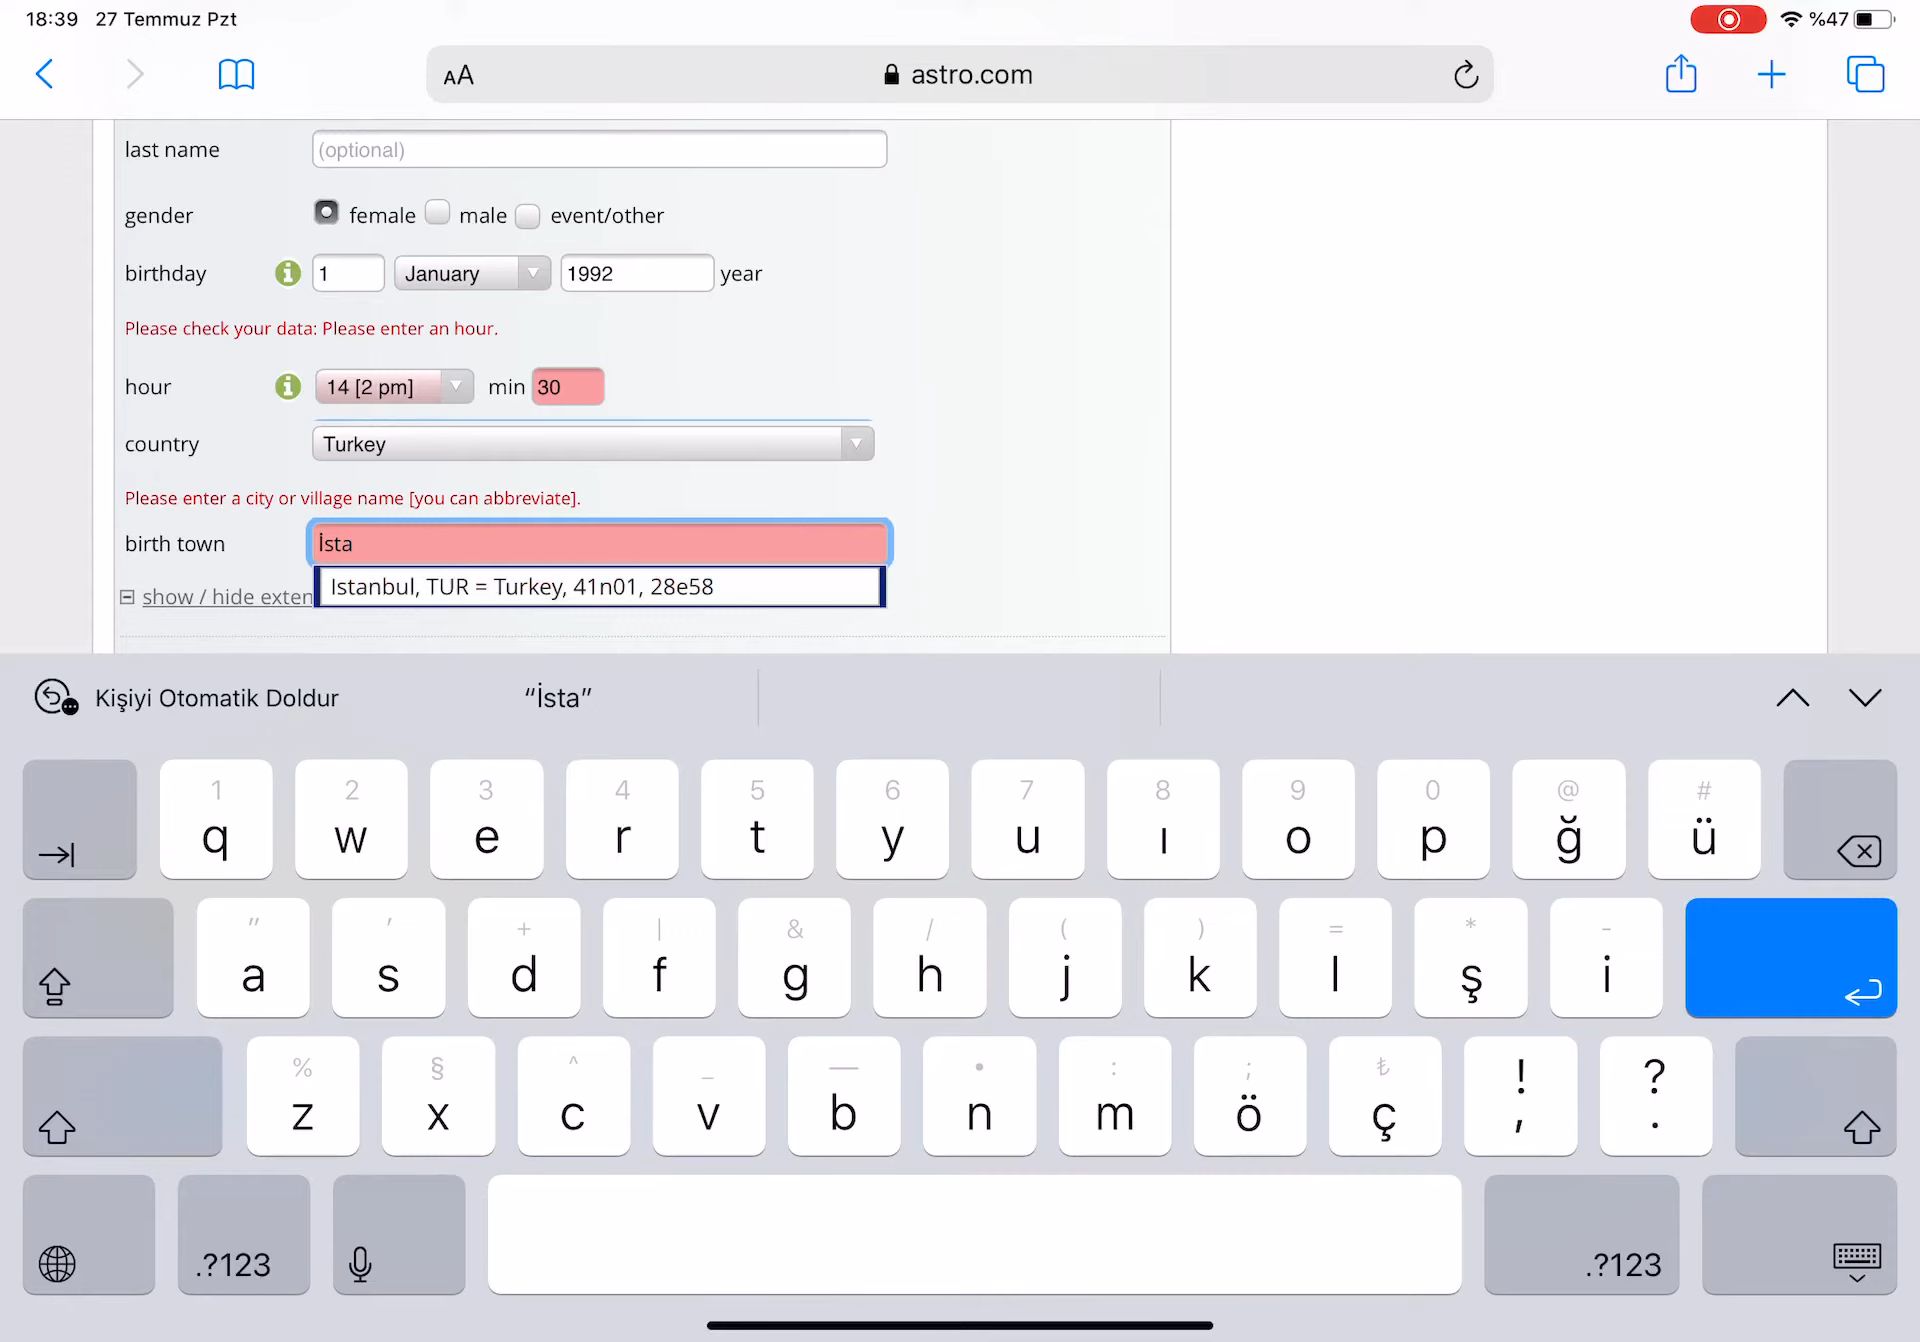 18:39 27 Temmuz Pzt %47
AA astro.com
last name (optional)
gender female male event/other
birthday 1 January 1992 year
Please check your data: Please enter an hour.
hour 14 [2 pm] min 30
country Turkey
Please enter a city or village name [you can abbreviate].
birth town İsta
Istanbul, TUR = Turkey, 41n01, 28e58
show / hide exten
Kişiyi Otomatik Doldur “İsta”
1 2 3 4 5 6 7 8 9 0 @ #
q w e r t y u ı o p ğ ü
" ' + | & / ( ) = * -
a s d f g h j k l ş i
% § ^ _ — • : ; ₺ ! ?
z x c v b n m ö ç , .
.?123 .?123